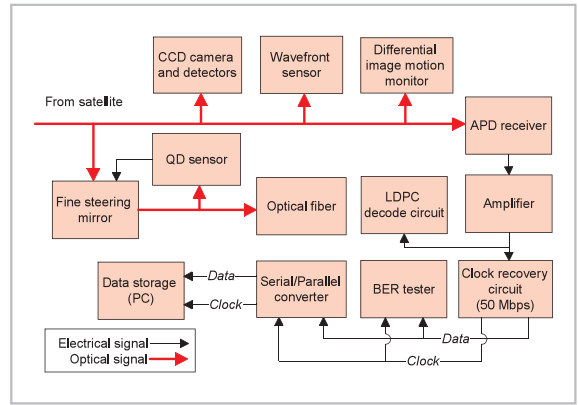 CCD camera
and detectors
Wavefront
sensor
Differential
image motion
monitor
From satellite
APD receiver
QD sensor
Fine steering
mirror
Optical fiber
LDPC
decode circuit
Amplifier
Data storage
(PC)
Data
Clock
Serial/Parallel
converter
BER tester
Clock recovery
circuit
(50 Mbps)
Data
Clock
Electrical signal
Optical signal